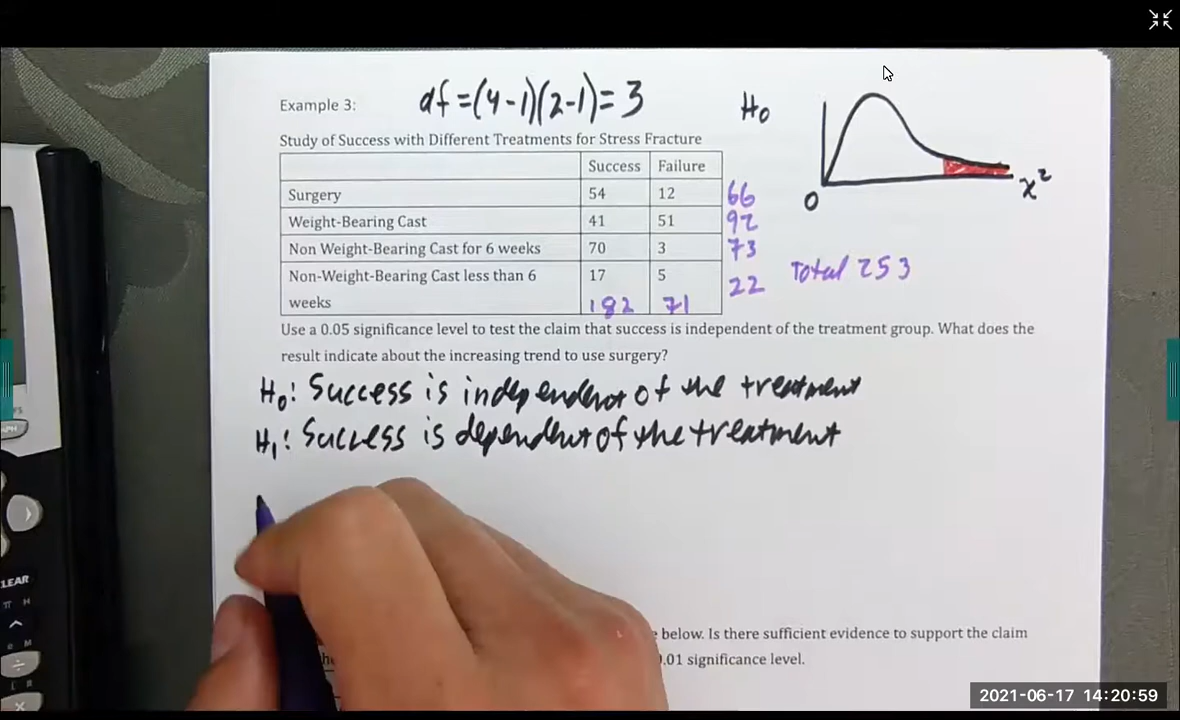 Example 3:
df = (4-1)(2-1) = 3
H₀
Study of Success with Different Treatments for Stress Fracture
Success Failure
Surgery 54 12 66
Weight-Bearing Cast 41 51 92
Non Weight-Bearing Cast for 6 weeks 70 3 73
Non-Weight-Bearing Cast less than 6 17 5 22
weeks 182 71
0
x²
Total 253
Use a 0.05 significance level to test the claim that success is independent of the treatment group. What does the
result indicate about the increasing trend to use surgery?
H₀: Success is independent of the treatment
H₁: Success is dependent of the treatment
below. Is there sufficient evidence to support the claim
.01 significance level.
LEAR
π H
^
e M
÷
×
2021-06-17 14:20:59